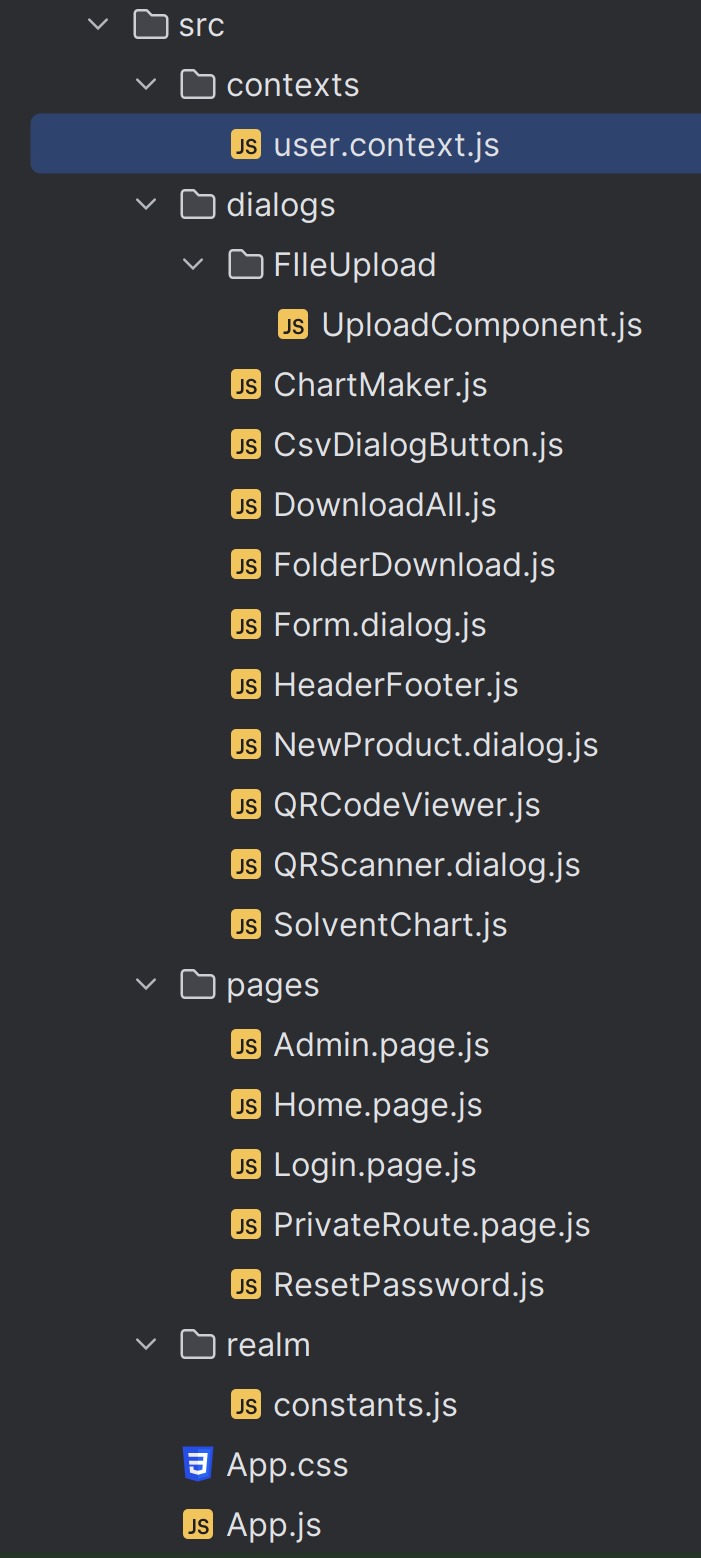 src
contexts
JS user.context.js
dialogs
FIleUpload
JS UploadComponent.js
JS ChartMaker.js
JS CsvDialogButton.js
JS DownloadAll.js
JS FolderDownload.js
JS Form.dialog.js
JS HeaderFooter.js
JS NewProduct.dialog.js
JS QRCodeViewer.js
JS QRScanner.dialog.js
JS SolventChart.js
pages
JS Admin.page.js
JS Home.page.js
JS Login.page.js
JS PrivateRoute.page.js
JS ResetPassword.js
realm
JS constants.js
3 App.css
JS App.js